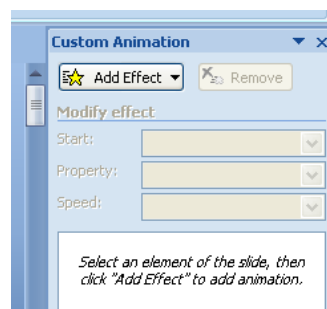 Custom Animation
Add Effect
Remove
Modify effect
Start:
Property:
Speed:
Select an element of the slide, then
click "Add Effect" to add animation.